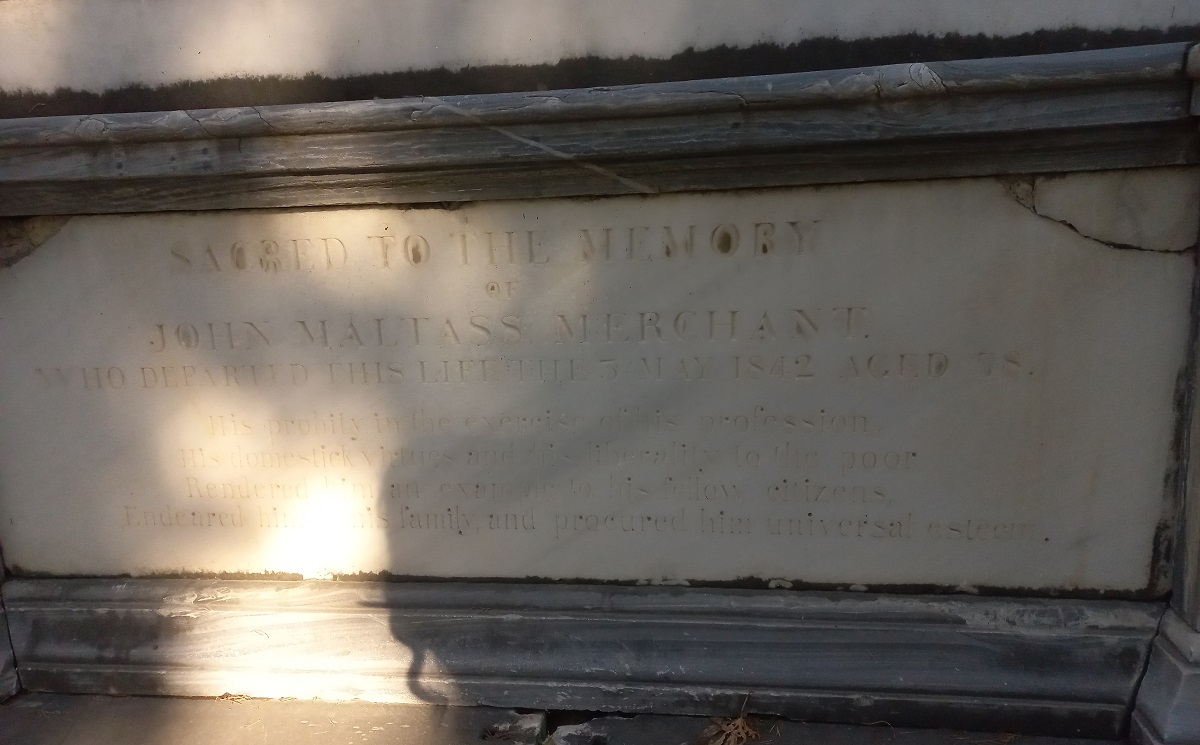 SACRED TO THE MEMORY
OF
JOHN MALTASS MERCHANT.
WHO DEPARTED THIS LIFE THE 3 MAY 1842 AGED 78.
His probity in the exercise of his profession,
His domestick virtues and his liberality to the poor
Rendered him an example to his fellow citizens,
Endeared him to his family, and procured him universal esteem.